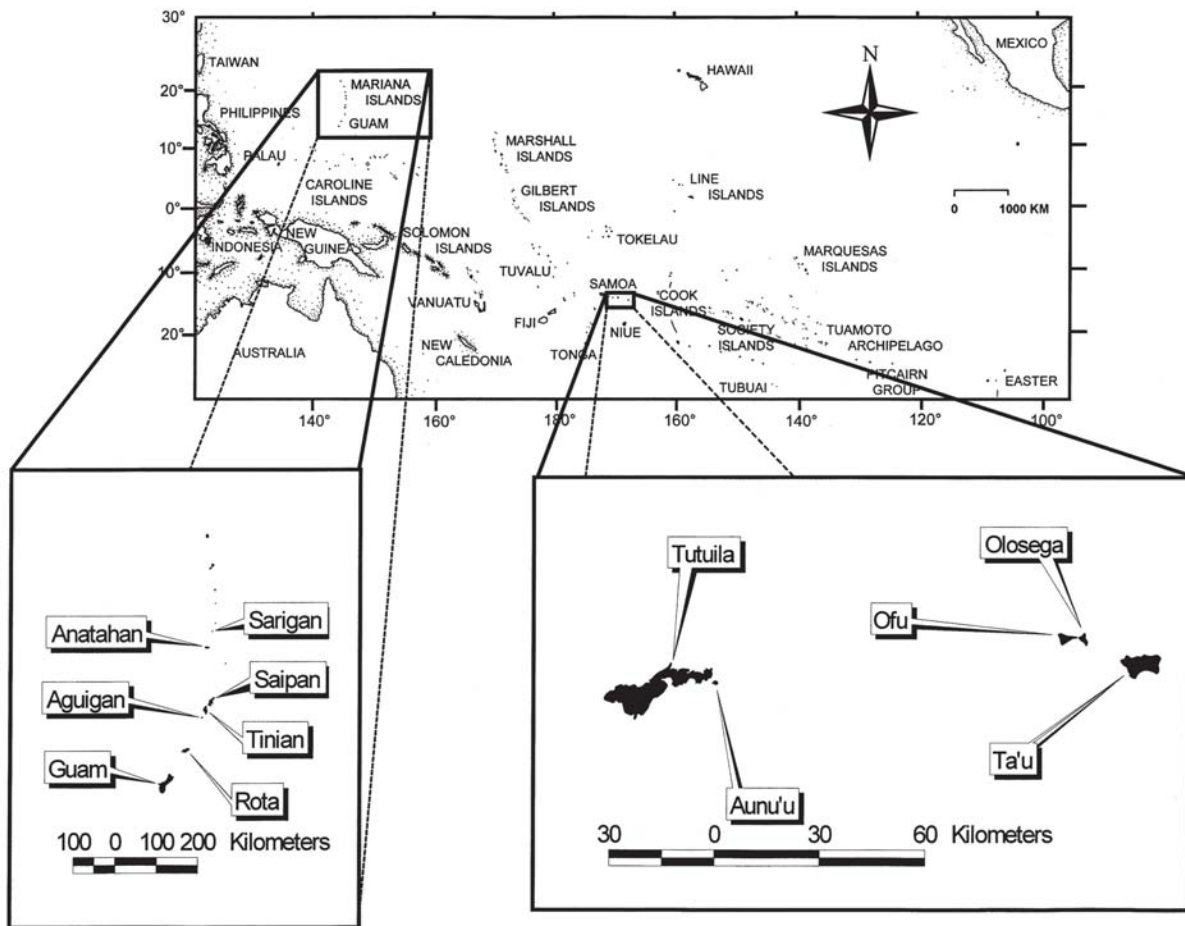 30°
20°
10°
0°
10°
20°
TAIWAN
PHILIPPINES
PALAU
MARIANA
ISLANDS
GUAM
CAROLINE
ISLANDS
INDONESIA
NEW
GUINEA
SOLOMON
ISLANDS
AUSTRALIA
VANUATU
NEW
CALEDONIA
MARSHALL
ISLANDS
GILBERT
ISLANDS
TUVALU
FIJI
TONGA
TOKELAU
SAMOA
NIUE
HAWAII
LINE
ISLANDS
COOK
ISLANDS
SOCIETY
ISLANDS
TUBUAI
MARQUESAS
ISLANDS
TUAMOTO
ARCHIPELAGO
PITCAIRN
GROUP
EASTER
MEXICO
N
0 1000 KM
140° 160° 180° 160° 140° 120° 100°
Anatahan
Sarigan
Saipan
Aguigan
Tinian
Guam
Rota
100 0 100 200 Kilometers
Tutuila
Olosega
Ofu
Ta'u
Aunu'u
30 0 30 60 Kilometers